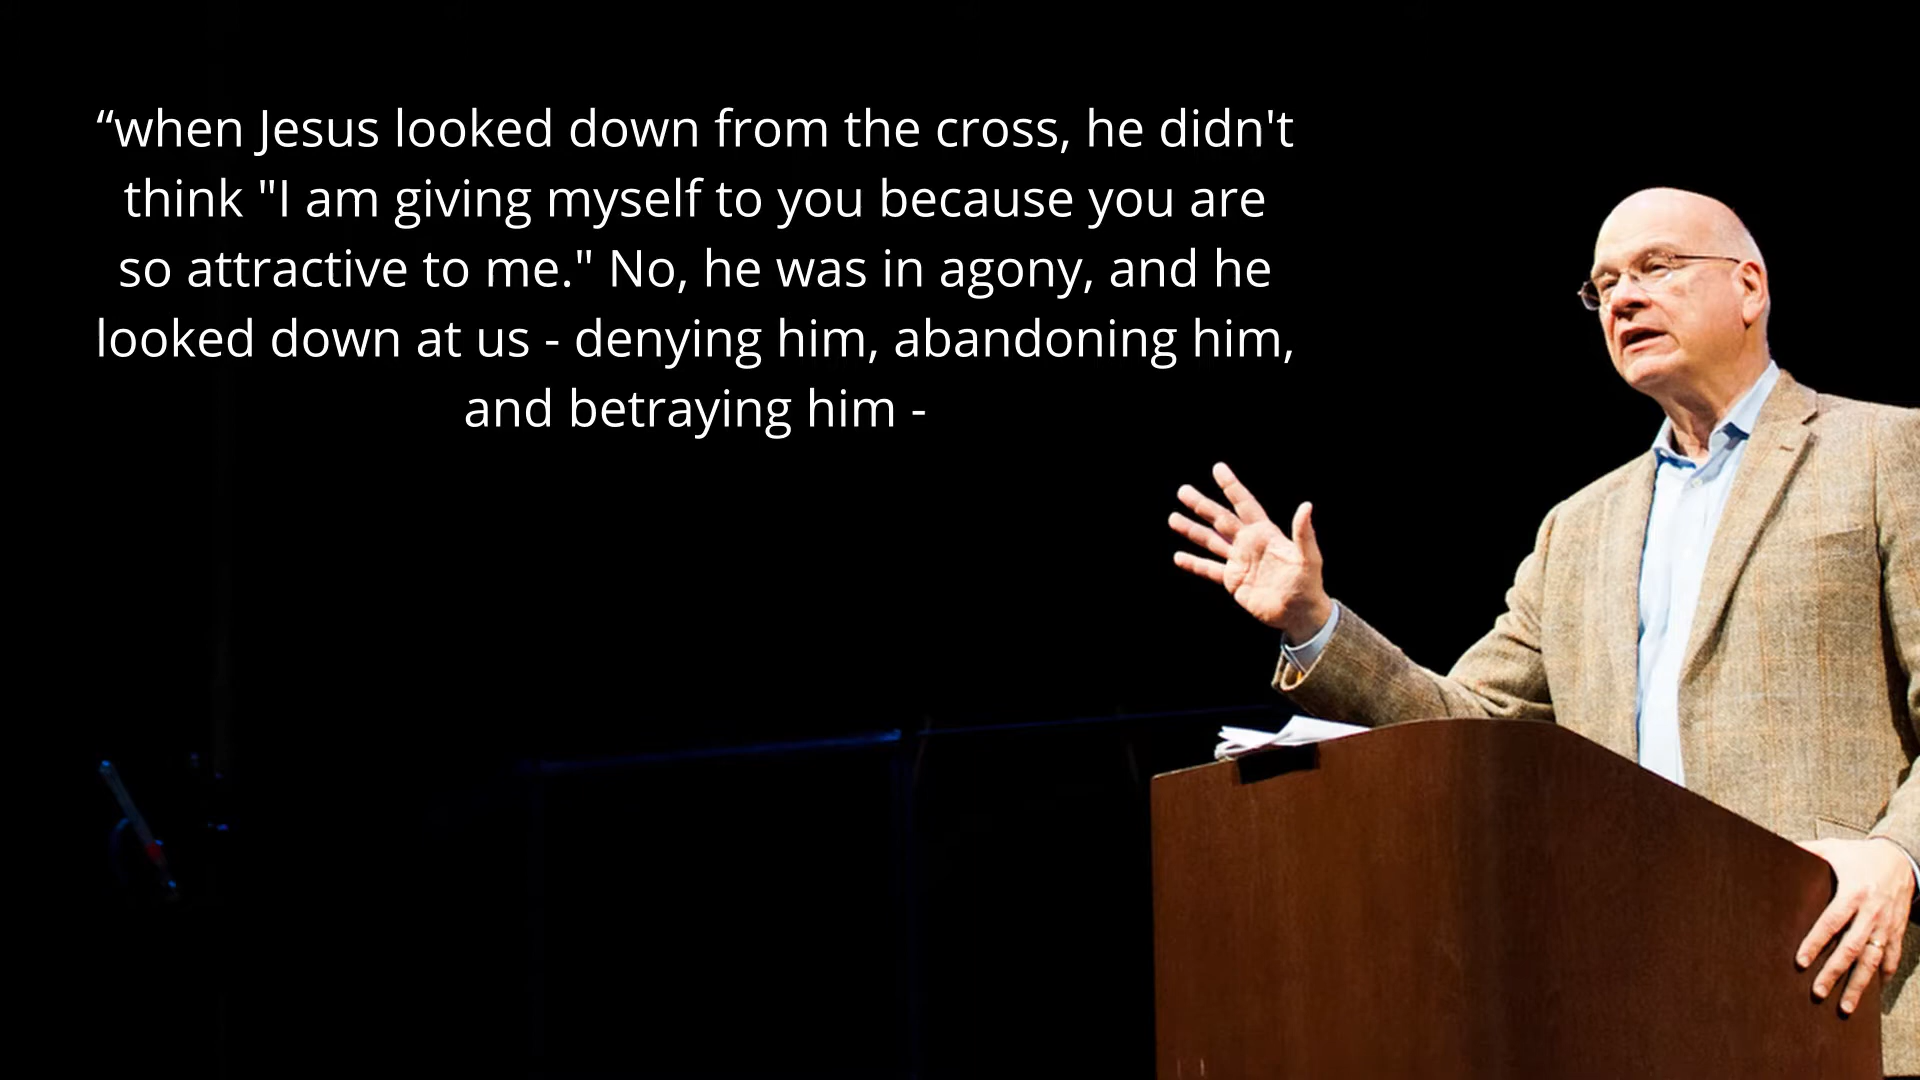 “when Jesus looked down from the cross, he didn't
think "I am giving myself to you because you are
so attractive to me." No, he was in agony, and he
looked down at us - denying him, abandoning him,
and betraying him -